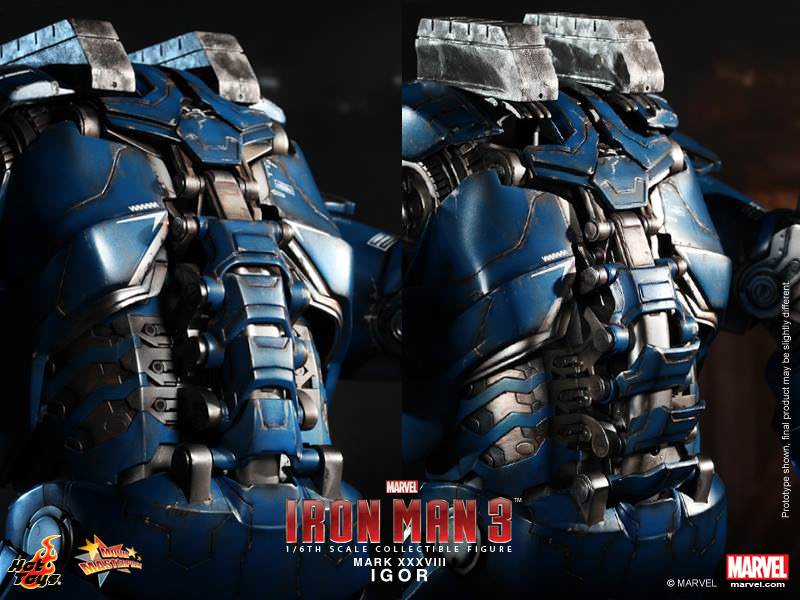 MARVEL
IRON MAN 3™
1/6TH SCALE COLLECTIBLE FIGURE
MARK XXXVIII
IGOR
Hot Toys
MOVIE MASTERPIECE
© MARVEL
MARVEL
marvel.com
Prototype shown, final product may be slightly different